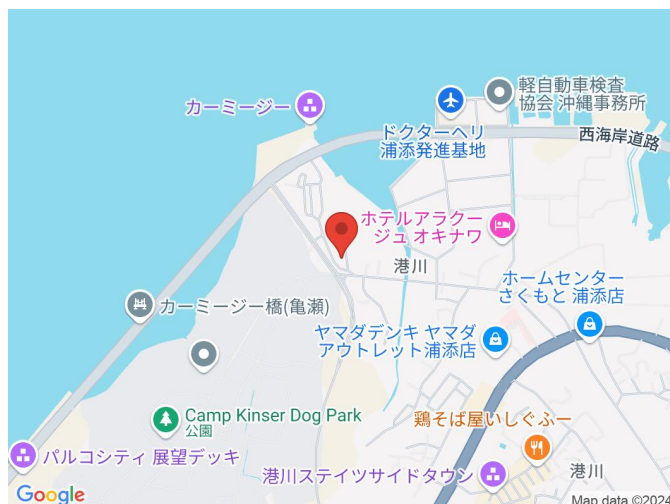 カーミージー
軽自動車検査
協会 沖縄事務所
ドクターヘリ
浦添発進基地
西海岸道路
ホテルアラクー
ジュ オキナワ
港川
ホームセンター
さくもと 浦添店
カーミージー橋(亀瀬)
ヤマダデンキ ヤマダ
アウトレット浦添店
Camp Kinser Dog Park
公園
鶏そば屋いしぐふー
パルコシティ 展望デッキ
港川ステイツサイドタウン
港川
Google
Map data ©2024